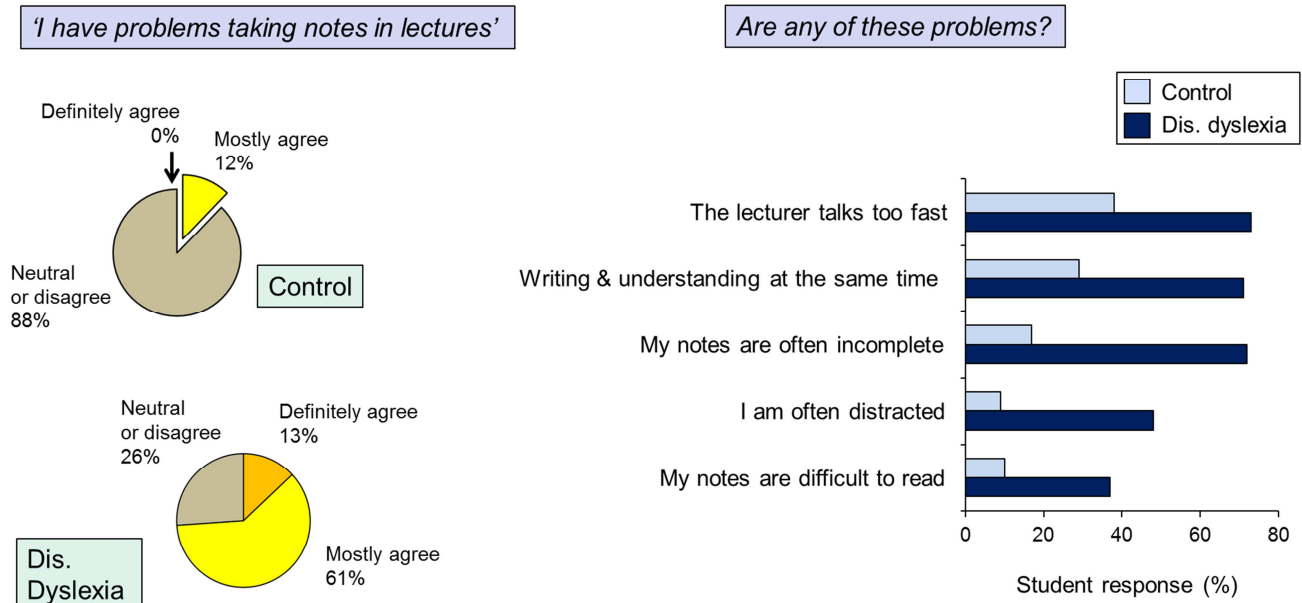 ‘I have problems taking notes in lectures’
Definitely agree
0%
Mostly agree
12%
Neutral
or disagree
88%
Control
Neutral
or disagree
26%
Definitely agree
13%
Mostly agree
61%
Dis.
Dyslexia
Are any of these problems?
Control
Dis. dyslexia
The lecturer talks too fast
Writing & understanding at the same time
My notes are often incomplete
I am often distracted
My notes are difficult to read
0 20 40 60 80
Student response (%)